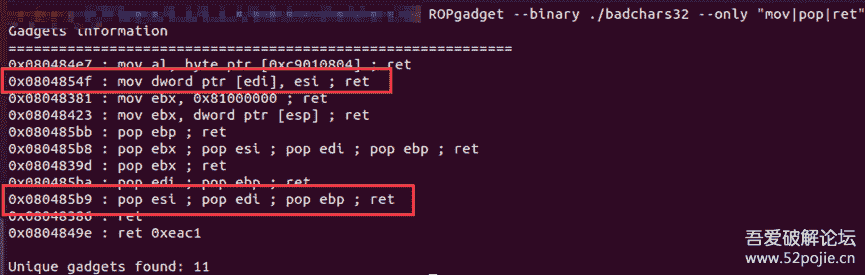 ROPgadget --binary ./badchars32 --only "mov|pop|ret"
Gadgets information
============================================================
0x080484e7 : mov al, byte ptr [0xc9010804] ; ret
0x0804854f : mov dword ptr [edi], esi ; ret
0x08048381 : mov ebx, 0x81000000 ; ret
0x08048423 : mov ebx, dword ptr [esp] ; ret
0x080485bb : pop ebp ; ret
0x080485b8 : pop ebx ; pop esi ; pop edi ; pop ebp ; ret
0x0804839d : pop ebx ; ret
0x080485ba : pop edi ; pop ebp ; ret
0x080485b9 : pop esi ; pop edi ; pop ebp ; ret
0x08048386 : ret
0x0804849e : ret 0xeac1
Unique gadgets found: 11
吾爱破解论坛
www.52pojie.cn